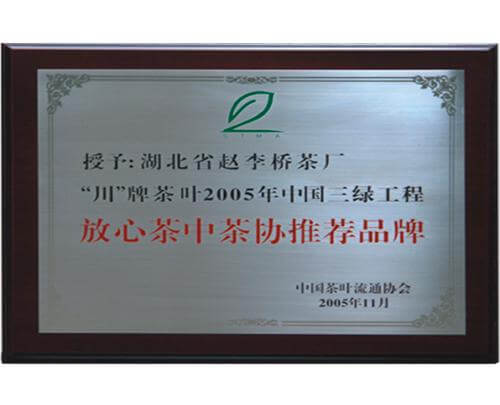 CTMA
授予:湖北省赵李桥茶厂
“川”牌茶叶2005年中国三绿工程
放心茶中茶协推荐品牌
中国茶叶流通协会
2005年11月